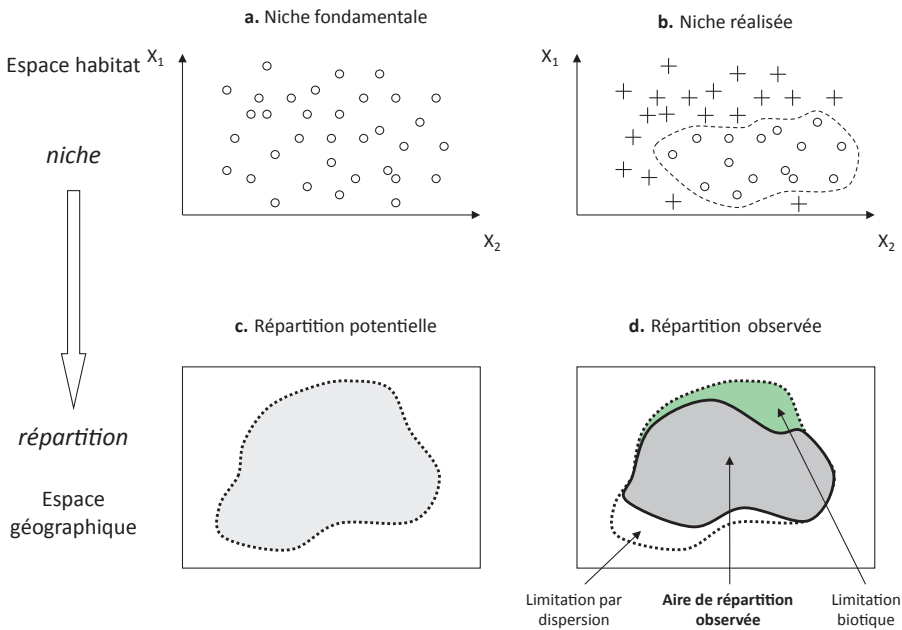 a. Niche fondamentale
b. Niche réalisée
Espace habitat
X1
X1
niche
X2
X2
c. Répartition potentielle
d. Répartition observée
répartition
Espace
géographique
Limitation par
dispersion
Aire de répartition
observée
Limitation
biotique